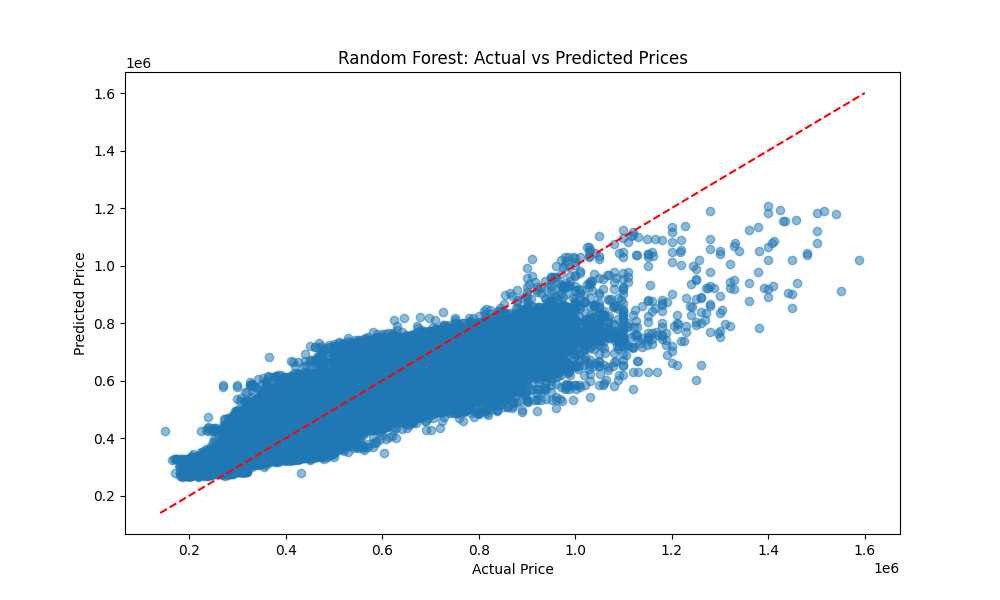 Random Forest: Actual vs Predicted Prices
1e6
1.6
1.4
1.2
1.0
0.8
0.6
0.4
0.2
Predicted Price
0.2 0.4 0.6 0.8 1.0 1.2 1.4 1.6
Actual Price
1e6